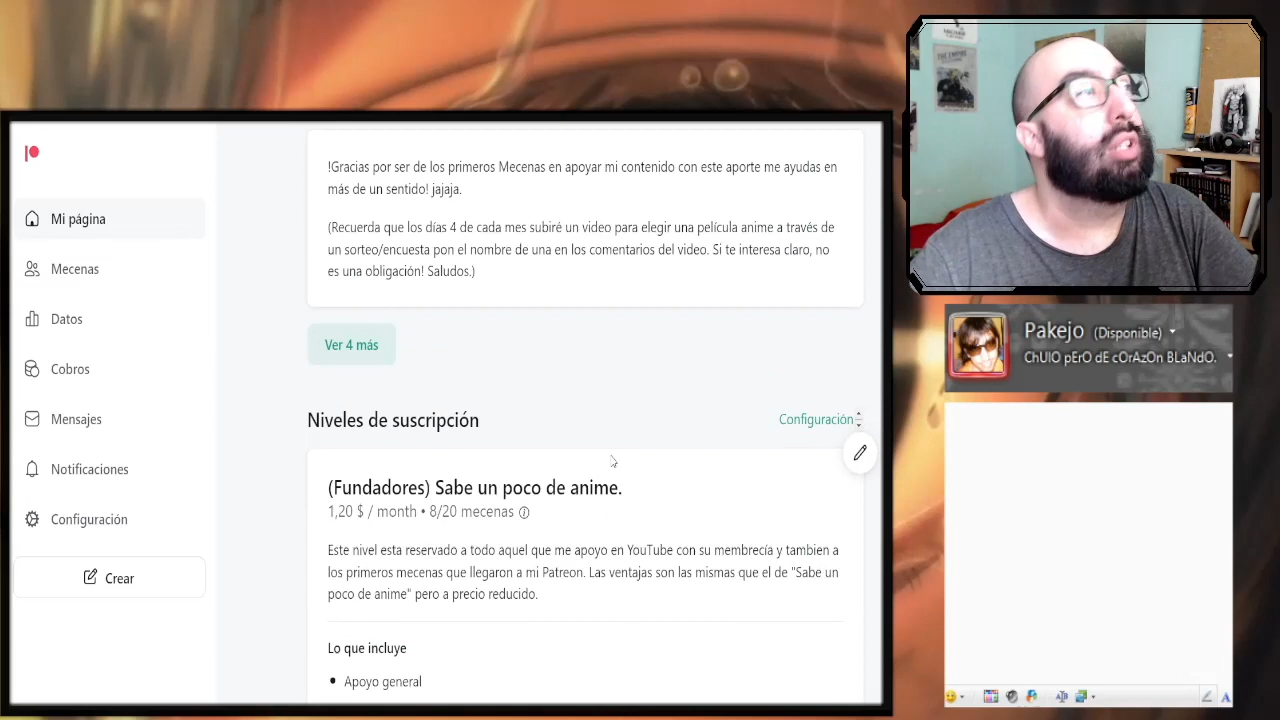 !Gracias por ser de los primeros Mecenas en apoyar mi contenido con este aporte me ayudas en
más de un sentido! jajaja.
(Recuerda que los días 4 de cada mes subiré un video para elegir una película anime a través de
un sorteo/encuesta pon el nombre de una en los comentarios del video. Si te interesa claro, no
es una obligación! Saludos.)
Mi página
Mecenas
Datos
Cobros
Mensajes
Notificaciones
Configuración
Crear
Ver 4 más
Niveles de suscripción
Configuración
(Fundadores) Sabe un poco de anime.
1,20 $ / month • 8/20 mecenas
Este nivel esta reservado a todo aquel que me apoyo en YouTube con su membrecía y tambien a
los primeros mecenas que llegaron a mi Patreon. Las ventajas son las mismas que el de "Sabe un
poco de anime" pero a precio reducido.
Lo que incluye
• Apoyo general
Pakejo (Disponible)
ChUlO pErO dE cOrAzOn BLaNdO.